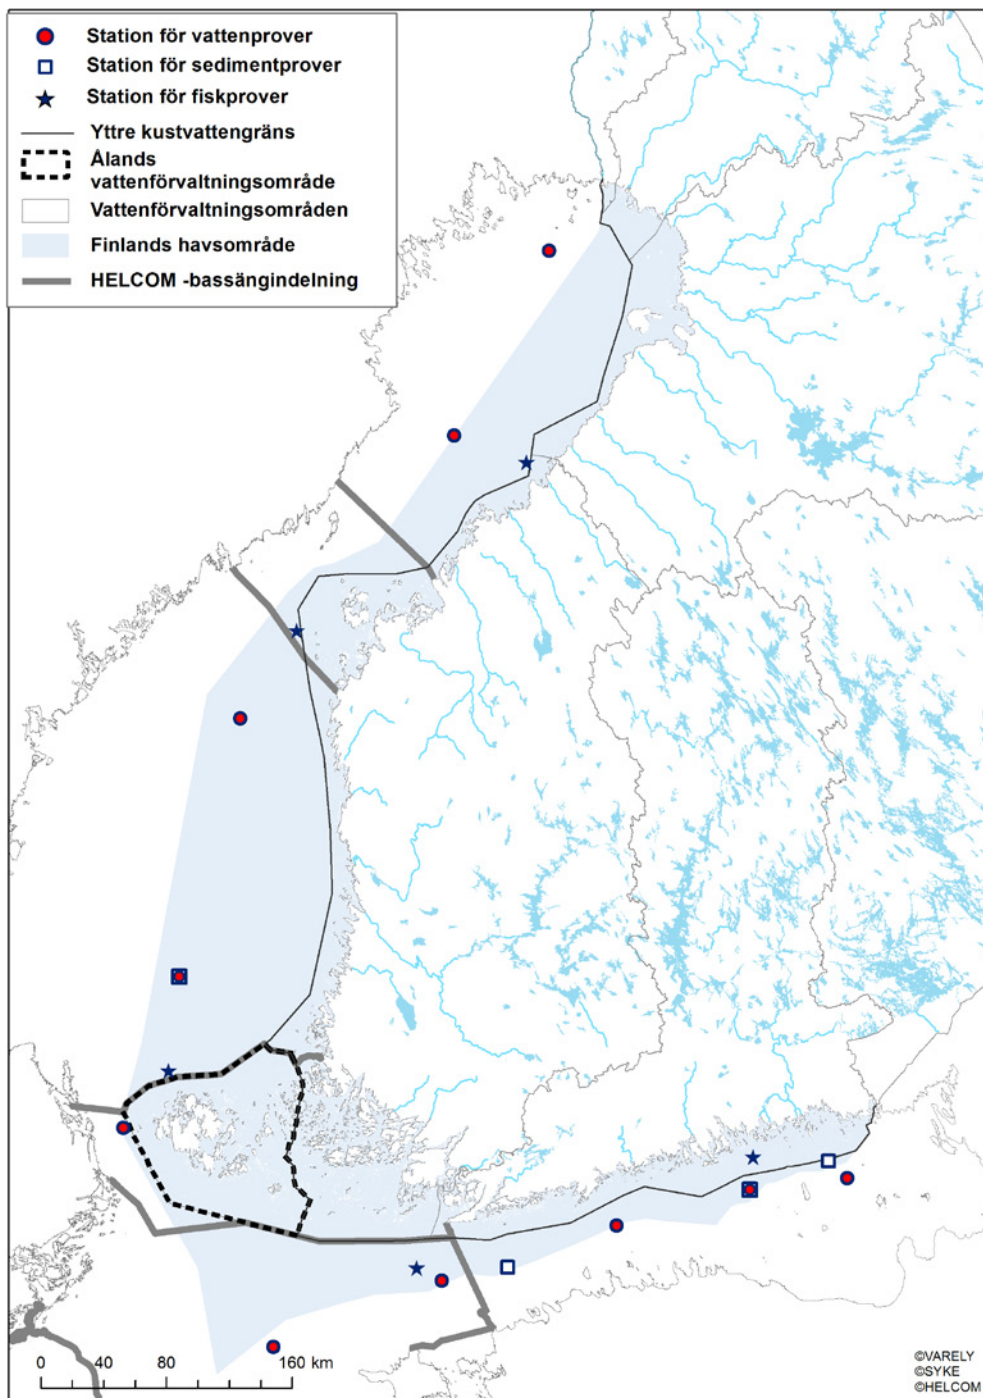 Station för vattenprover
Station för sedimentprover
Station för fiskprover
Yttre kustvattengräns
Ålands
vattenförvaltningsområde
Vattenförvaltningsområden
Finlands havsområde
HELCOM -bassängindelning
0 40 80 160 km
©VARELY
©SYKE
©HELCOM